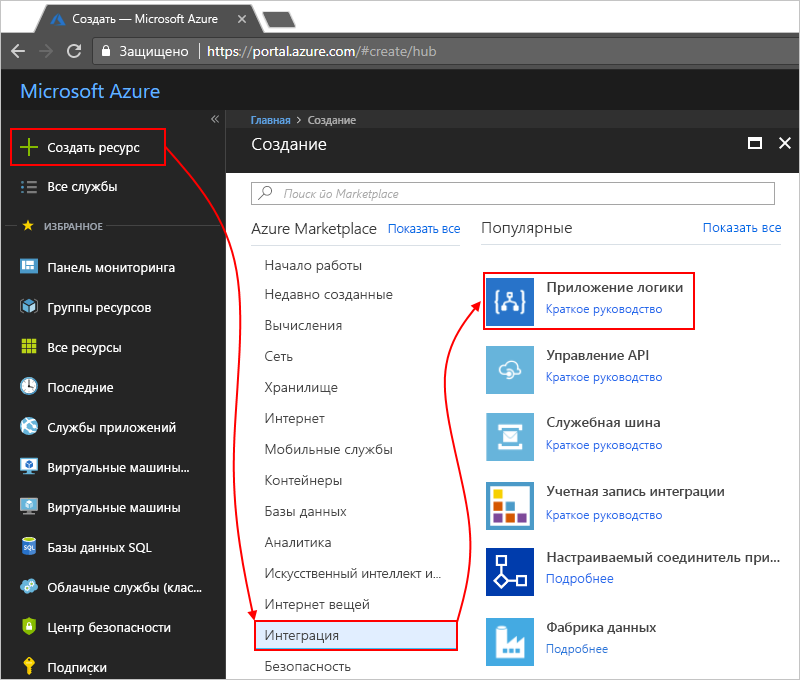 Создать — Microsoft Azure
Защищено
https://portal.azure.com/#create/hub
Microsoft Azure
Создать ресурс
Все службы
ИЗБРАННОЕ
Панель мониторинга
Группы ресурсов
Все ресурсы
Последние
Службы приложений
Виртуальные машины...
Виртуальные машины
Базы данных SQL
Облачные службы (клас...
Центр безопасности
Подписки
Главная > Создание
Создание
Поиск по Marketplace
Azure Marketplace Показать все
Начало работы
Недавно созданные
Вычисления
Сеть
Хранилище
Интернет
Мобильные службы
Контейнеры
Базы данных
Аналитика
Искусственный интеллект и...
Интернет вещей
Интеграция
Безопасность
Популярные Показать все
Приложение логики
Краткое руководство
Управление API
Краткое руководство
Служебная шина
Краткое руководство
Учетная запись интеграции
Краткое руководство
Настраиваемый соединитель при...
Подробнее
Фабрика данных
Подробнее